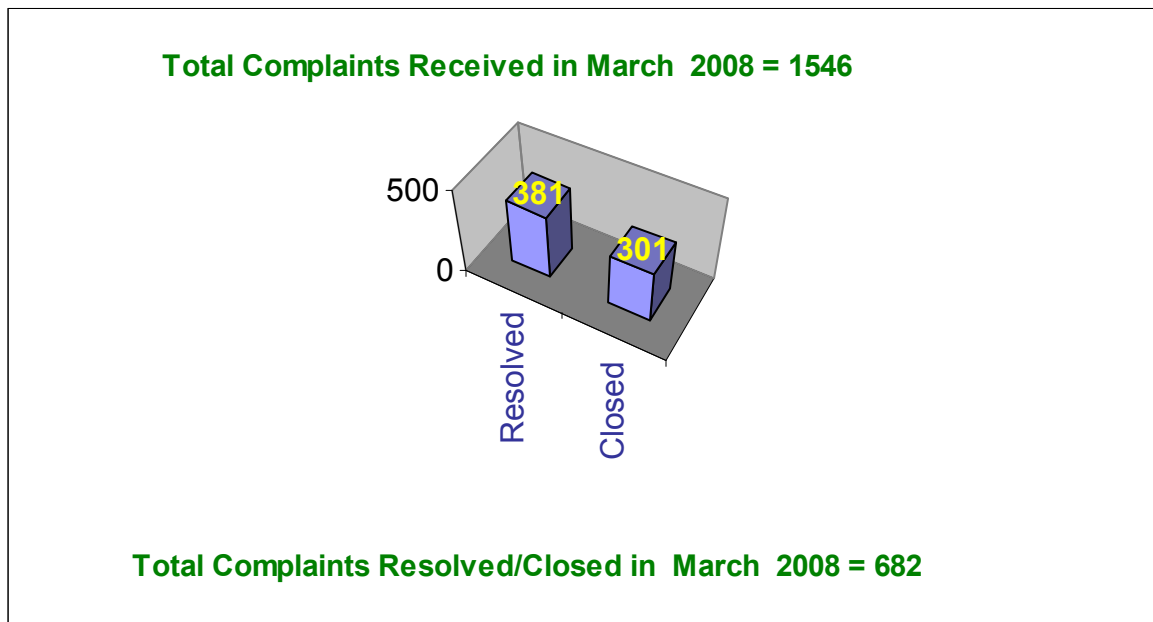 Total Complaints Received in March 2008 = 1546
500
381
301
0
Resolved
Closed
Total Complaints Resolved/Closed in March 2008 = 682